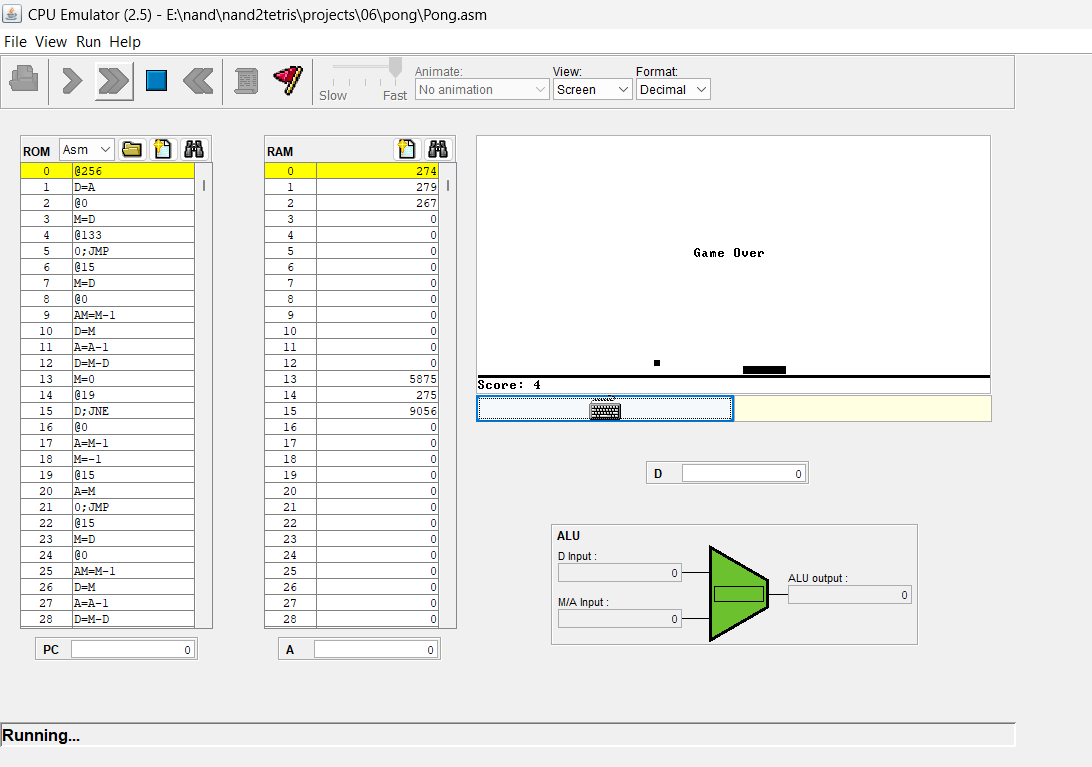 CPU Emulator (2.5) - E:\nand\nand2tetris\projects\06\pong\Pong.asm
File View Run Help
Animate: View: Format:
Slow Fast No animation Screen Decimal
ROM Asm
0 @256
1 D=A
2 @0
3 M=D
4 @133
5 0;JMP
6 @15
7 M=D
8 @0
9 AM=M-1
10 D=M
11 A=A-1
12 D=M-D
13 M=0
14 @19
15 D;JNE
16 @0
17 A=M-1
18 M=-1
19 @15
20 A=M
21 0;JMP
22 @15
23 M=D
24 @0
25 AM=M-1
26 D=M
27 A=A-1
28 D=M-D
PC 0
RAM
0 274
1 279
2 267
3 0
4 0
5 0
6 0
7 0
8 0
9 0
10 0
11 0
12 0
13 5875
14 275
15 9056
16 0
17 0
18 0
19 0
20 0
21 0
22 0
23 0
24 0
25 0
26 0
27 0
28 0
A 0
Game Over
Score: 4
D 0
ALU
D Input :
0
M/A Input :
0
ALU output :
0
Running...